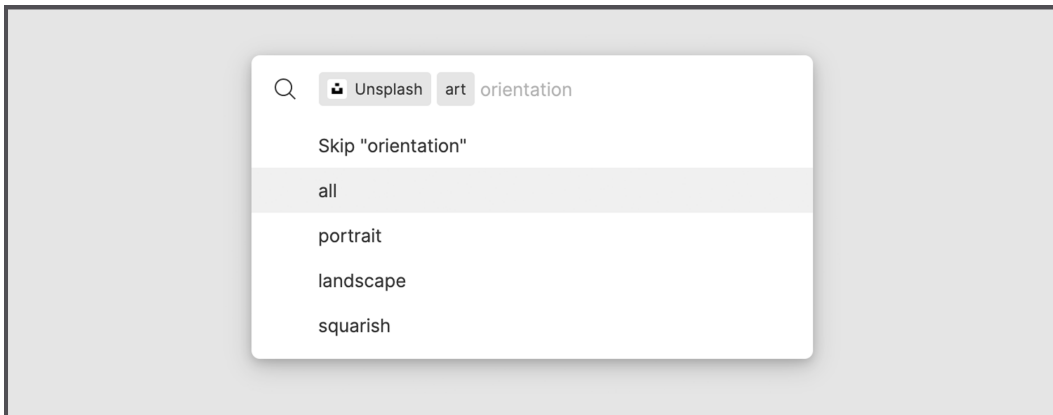 Unsplash art orientation
Skip "orientation"
all
portrait
landscape
squarish